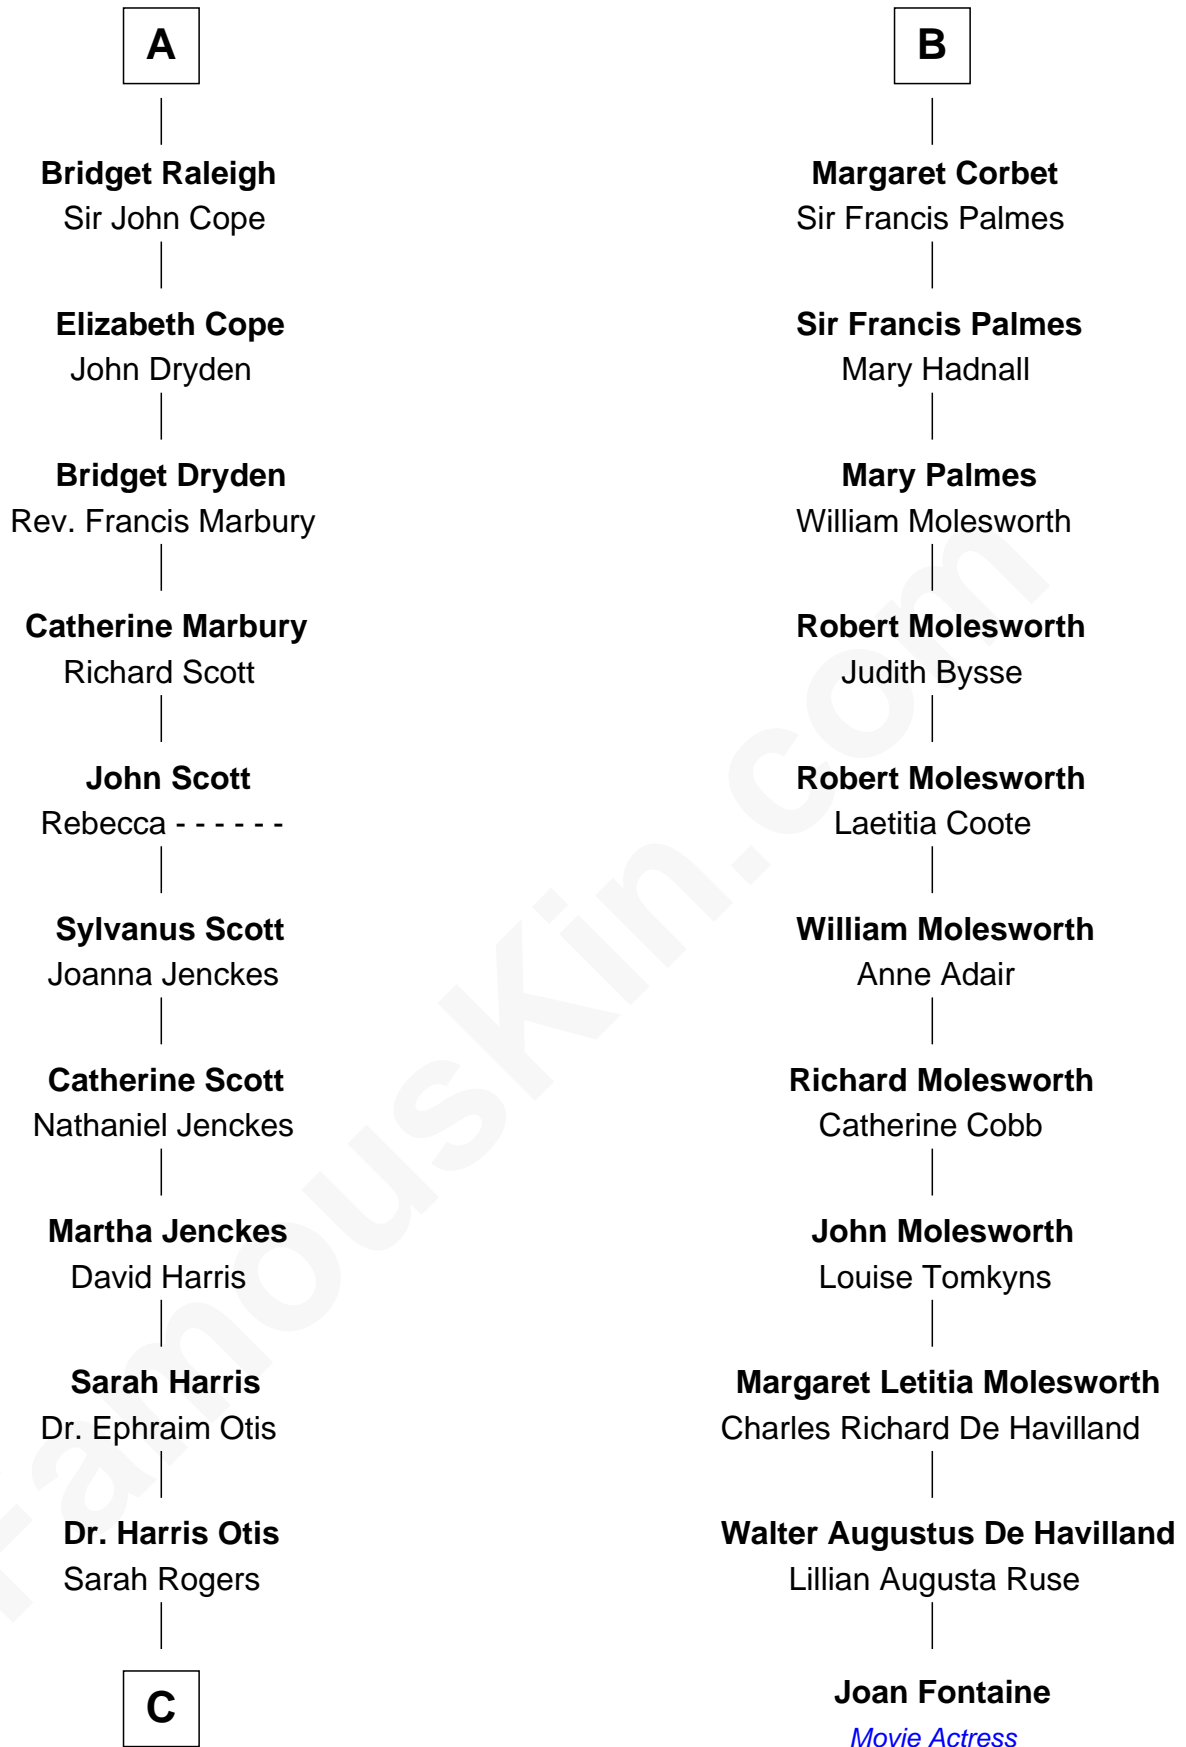 A
Bridget Raleigh
Sir John Cope
Elizabeth Cope
John Dryden
Bridget Dryden
Rev. Francis Marbury
Catherine Marbury
Richard Scott
John Scott
Rebecca - - - - - -
Sylvanus Scott
Joanna Jenckes
Catherine Scott
Nathaniel Jenckes
Martha Jenckes
David Harris
Sarah Harris
Dr. Ephraim Otis
Dr. Harris Otis
Sarah Rogers
C
B
Margaret Corbet
Sir Francis Palmes
Sir Francis Palmes
Mary Hadnall
Mary Palmes
William Molesworth
Robert Molesworth
Judith Bysse
Robert Molesworth
Laetitia Coote
William Molesworth
Anne Adair
Richard Molesworth
Catherine Cobb
John Molesworth
Louise Tomkyns
Margaret Letitia Molesworth
Charles Richard De Havilland
Walter Augustus De Havilland
Lillian Augusta Ruse
Joan Fontaine
Movie Actress
FamousKin.com